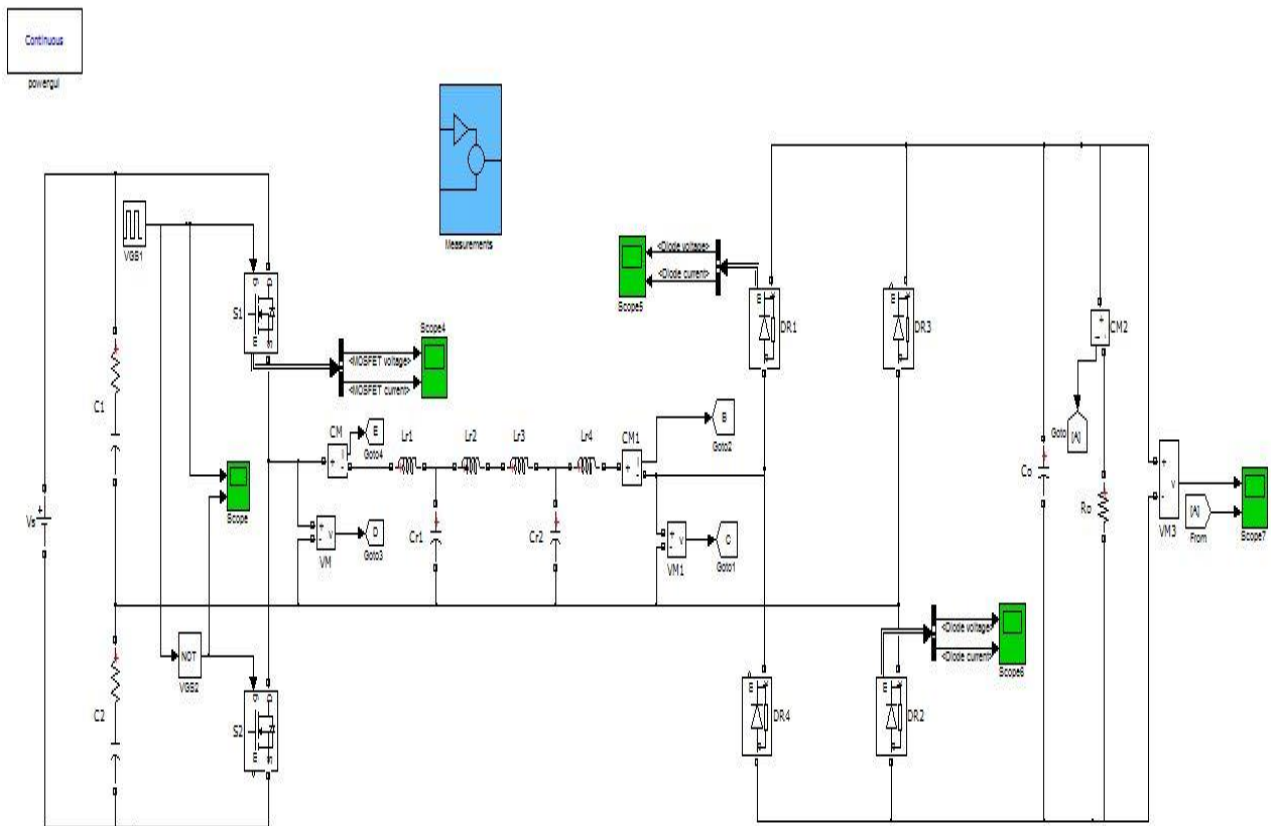 Continuous
powergui
Measurements
VGS1
S1
Scope4
<MOSFET voltage>
<MOSFET current>
C1
Vs
Scope
CM
E
Goto4
Lr1
Lr2
Lr3
Lr4
CM1
B
Goto2
Cr1
Cr2
VM
D
Goto3
VM1
C
Goto1
Scope5
<Diode voltage>
<Diode current>
DR1
DR3
CM2
Goto
[A]
Co
Ro
[A]
From
VM3
Scope7
NOT
VGS2
C2
S2
DR4
DR2
<Diode voltage>
<Diode current>
Scope6